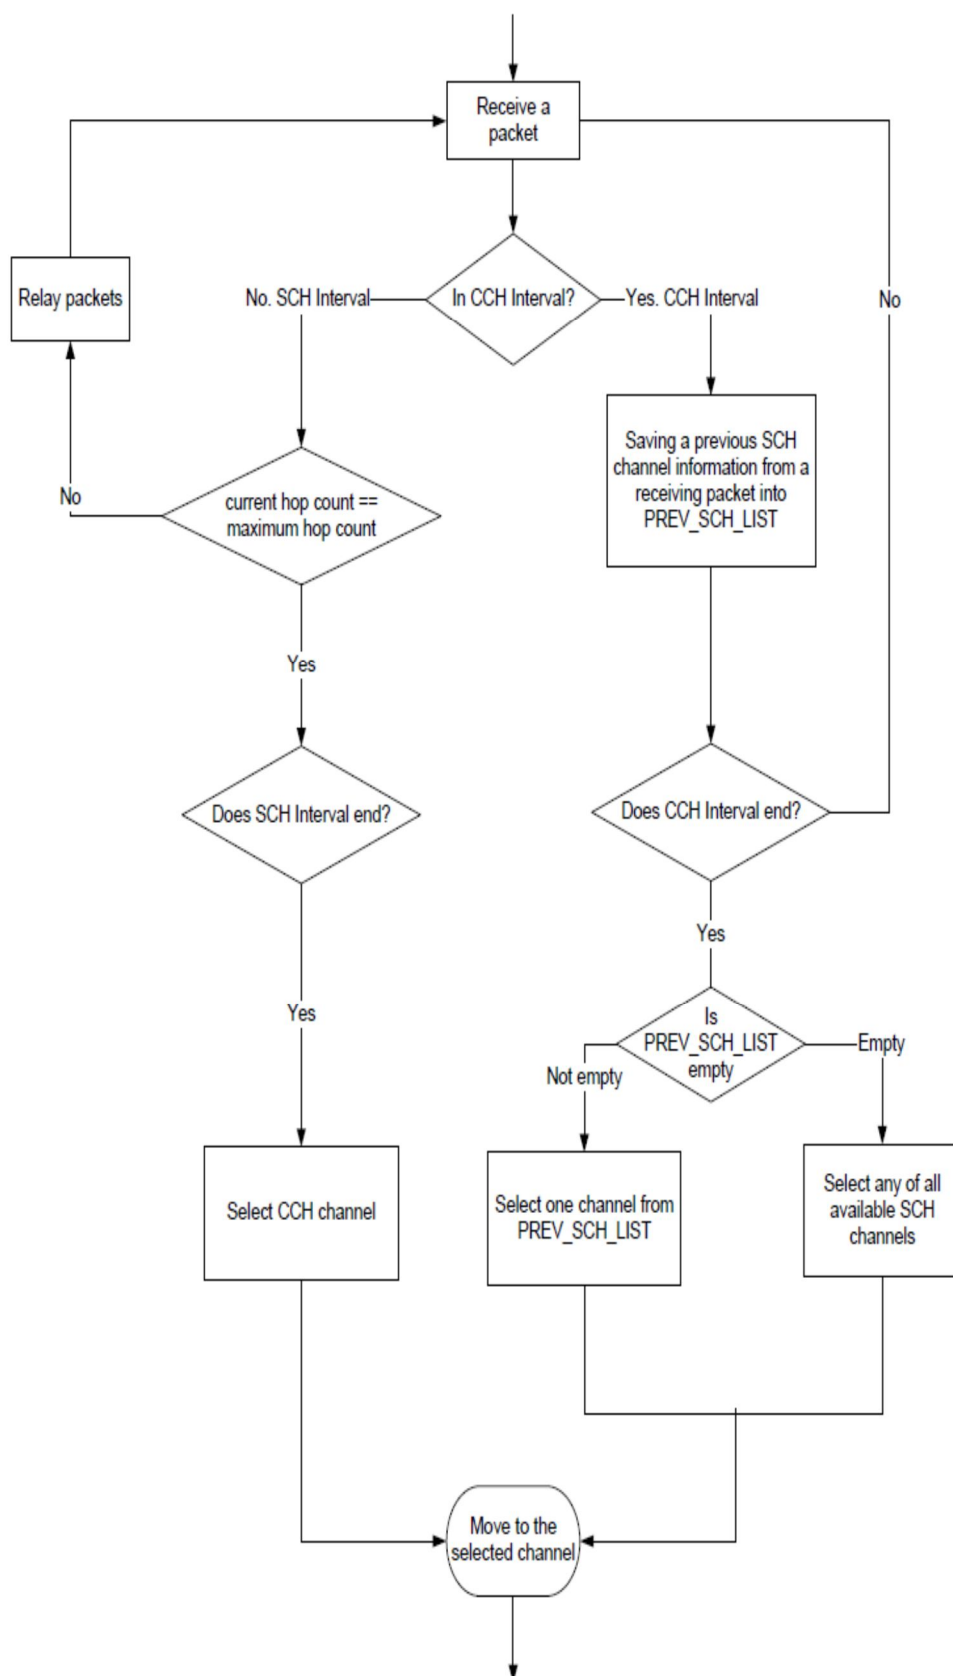 Receive a
packet
Relay packets
No. SCH Interval
In CCH Interval?
Yes. CCH Interval
No
Saving a previous SCH
channel information from a
receiving packet into
PREV_SCH_LIST
No
current hop count ==
maximum hop count
Yes
Does SCH Interval end?
Does CCH Interval end?
Yes
Yes
Is
PREV_SCH_LIST
empty
Not empty
Empty
Select CCH channel
Select one channel from
PREV_SCH_LIST
Select any of all
available SCH
channels
Move to the
selected channel